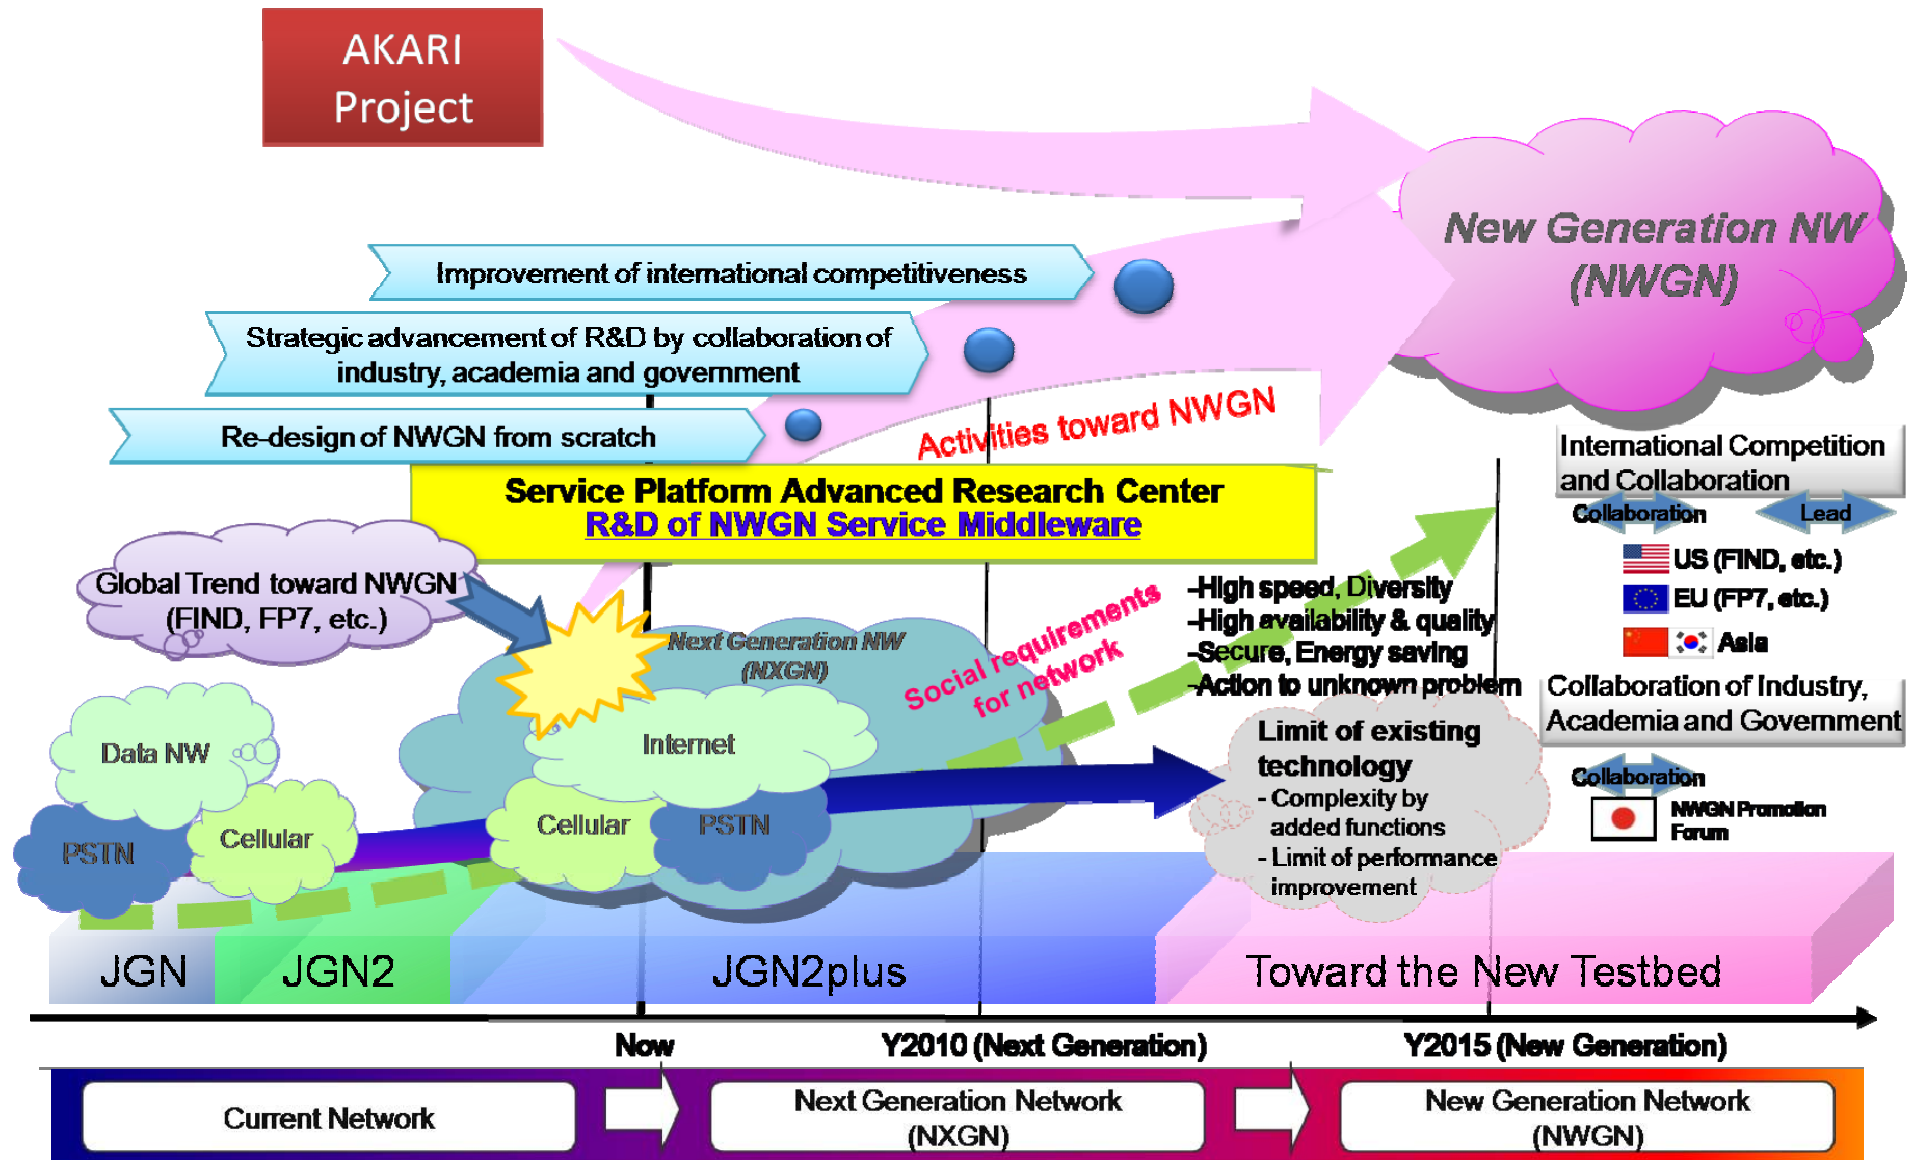 AKARI
Project
New Generation NW
(NWGN)
Improvement of international competitiveness
Strategic advancement of R&D by collaboration of
industry, academia and government
Re-design of NWGN from scratch
Activities toward NWGN
Service Platform Advanced Research Center
R&D of NWGN Service Middleware
Global Trend toward NWGN
(FIND, FP7, etc.)
Next Generation NW
(NXGN)
Social requirements
for network
-High speed, Diversity
-High availability & quality
-Secure, Energy saving
-Action to unknown problem
International Competition
and Collaboration
Collaboration
Lead
US (FIND, etc.)
EU (FP7, etc.)
Asia
Collaboration of Industry,
Academia and Government
Collaboration
NWGN Promotion
Forum
Data NW
PSTN
Cellular
Internet
Cellular
PSTN
Limit of existing
technology
- Complexity by
added functions
- Limit of performance
improvement
JGN
JGN2
JGN2plus
Toward the New Testbed
Now
Y2010 (Next Generation)
Y2015 (New Generation)
Current Network
Next Generation Network
(NXGN)
New Generation Network
(NWGN)